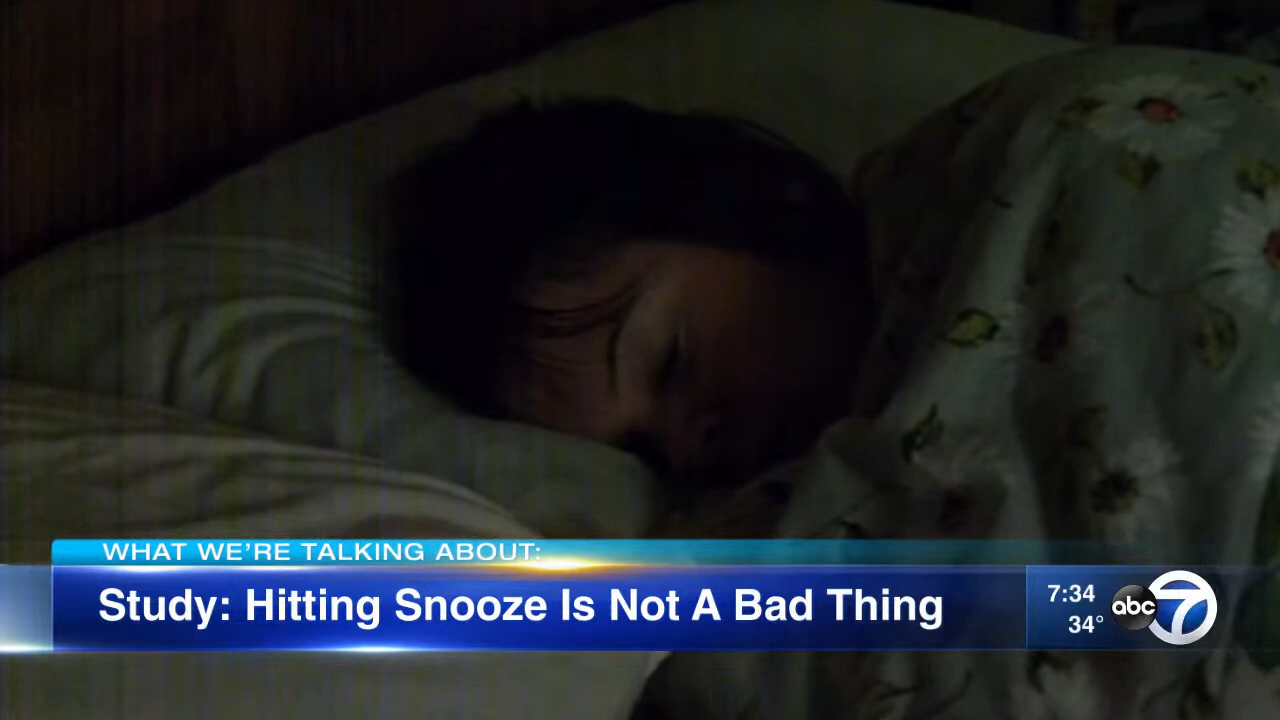 WHAT WE'RE TALKING ABOUT:
Study: Hitting Snooze Is Not A Bad Thing
7:34
34°
abc 7